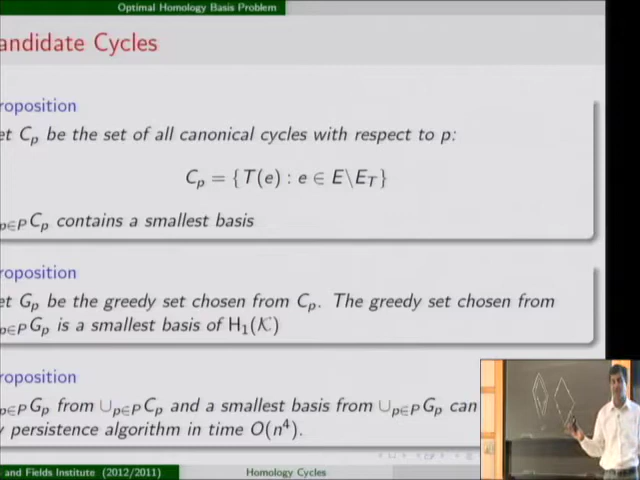 Optimal Homology Basis Problem
andidate Cycles
roposition
et Cp be the set of all canonical cycles with respect to p:
Cp = {T(e) : e ∈ E\E_T}
p∈P Cp contains a smallest basis
roposition
et Gp be the greedy set chosen from Cp. The greedy set chosen from
p∈P Gp is a smallest basis of H₁(K)
roposition
p∈P Gp from ∪p∈P Cp and a smallest basis from ∪p∈P Gp can
y persistence algorithm in time O(n⁴).
and Fields Institute (2012/2011)
Homology Cycles